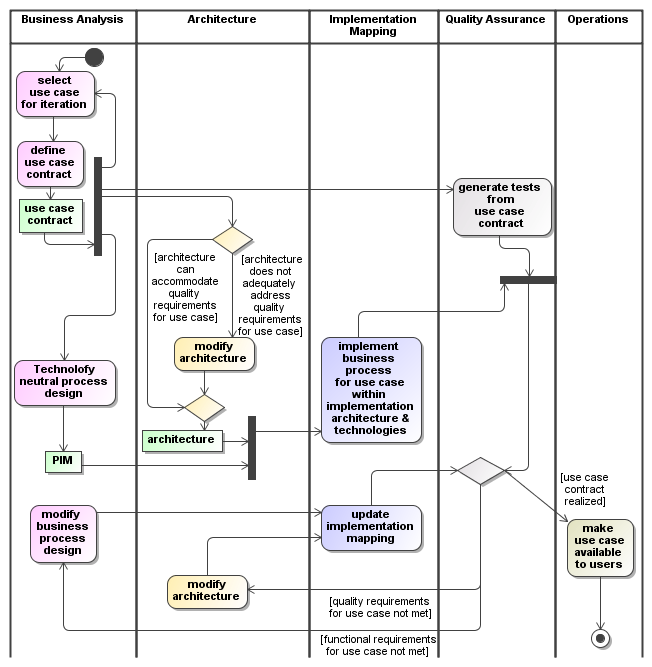 Business Analysis
Architecture
Implementation
Mapping
Quality Assurance
Operations
select
use case
for iteration
define
use case
contract
use case
contract
generate tests
from
use case
contract
[architecture
can
accommodate
quality
requirements
for use case]
[architecture
does not
adequately
address
quality
requirements
for use case]
modify
architecture
implement
business
process
for use case
within
implementation
architecture &
technologies
Technolofy
neutral process
design
architecture
PIM
[use case
contract
realized]
modify
business
process
design
update
implementation
mapping
make
use case
available
to users
modify
architecture
[quality requirements
for use case not met]
[functional requirements
for use case not met]